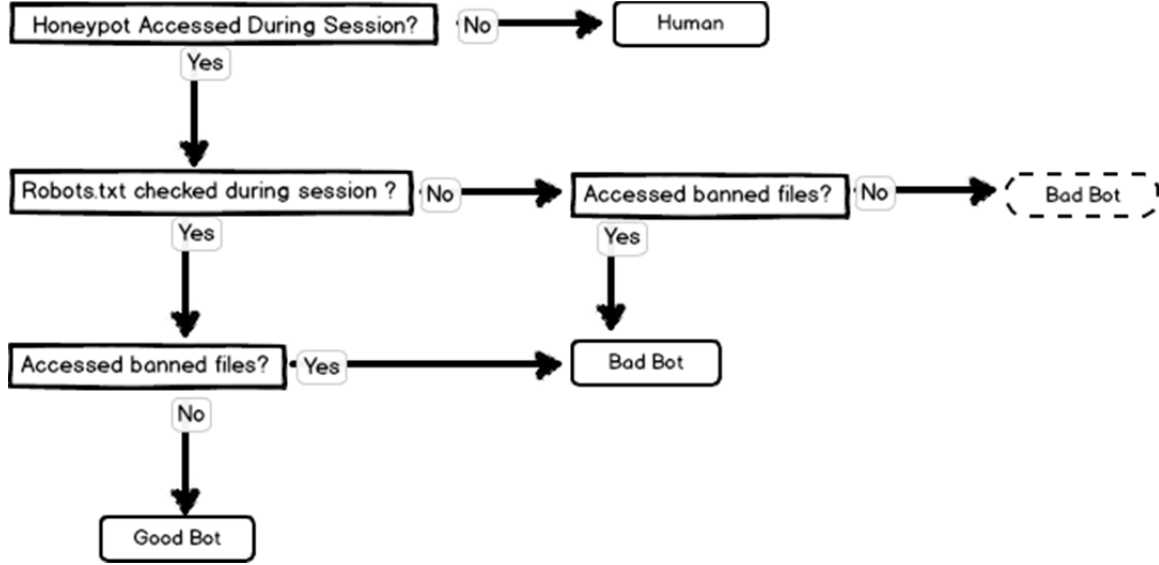 Honeypot Accessed During Session?
No
Human
Yes
Robots.txt checked during session ?
No
Accessed banned files?
No
Bad Bot
Yes
Yes
Accessed banned files?
Yes
Bad Bot
No
Good Bot